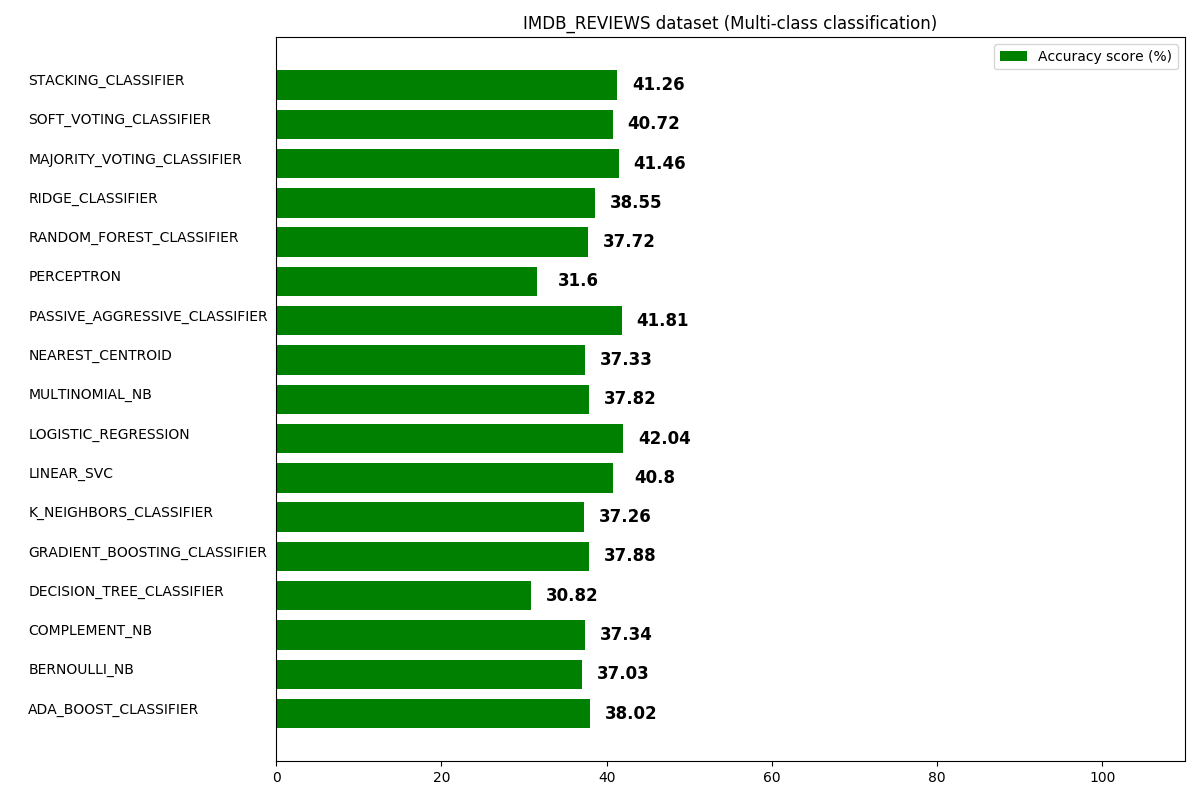 IMDB_REVIEWS dataset (Multi-class classification)
Accuracy score (%)
STACKING_CLASSIFIER 41.26
SOFT_VOTING_CLASSIFIER 40.72
MAJORITY_VOTING_CLASSIFIER 41.46
RIDGE_CLASSIFIER 38.55
RANDOM_FOREST_CLASSIFIER 37.72
PERCEPTRON 31.6
PASSIVE_AGGRESSIVE_CLASSIFIER 41.81
NEAREST_CENTROID 37.33
MULTINOMIAL_NB 37.82
LOGISTIC_REGRESSION 42.04
LINEAR_SVC 40.8
K_NEIGHBORS_CLASSIFIER 37.26
GRADIENT_BOOSTING_CLASSIFIER 37.88
DECISION_TREE_CLASSIFIER 30.82
COMPLEMENT_NB 37.34
BERNOULLI_NB 37.03
ADA_BOOST_CLASSIFIER 38.02
0 20 40 60 80 100